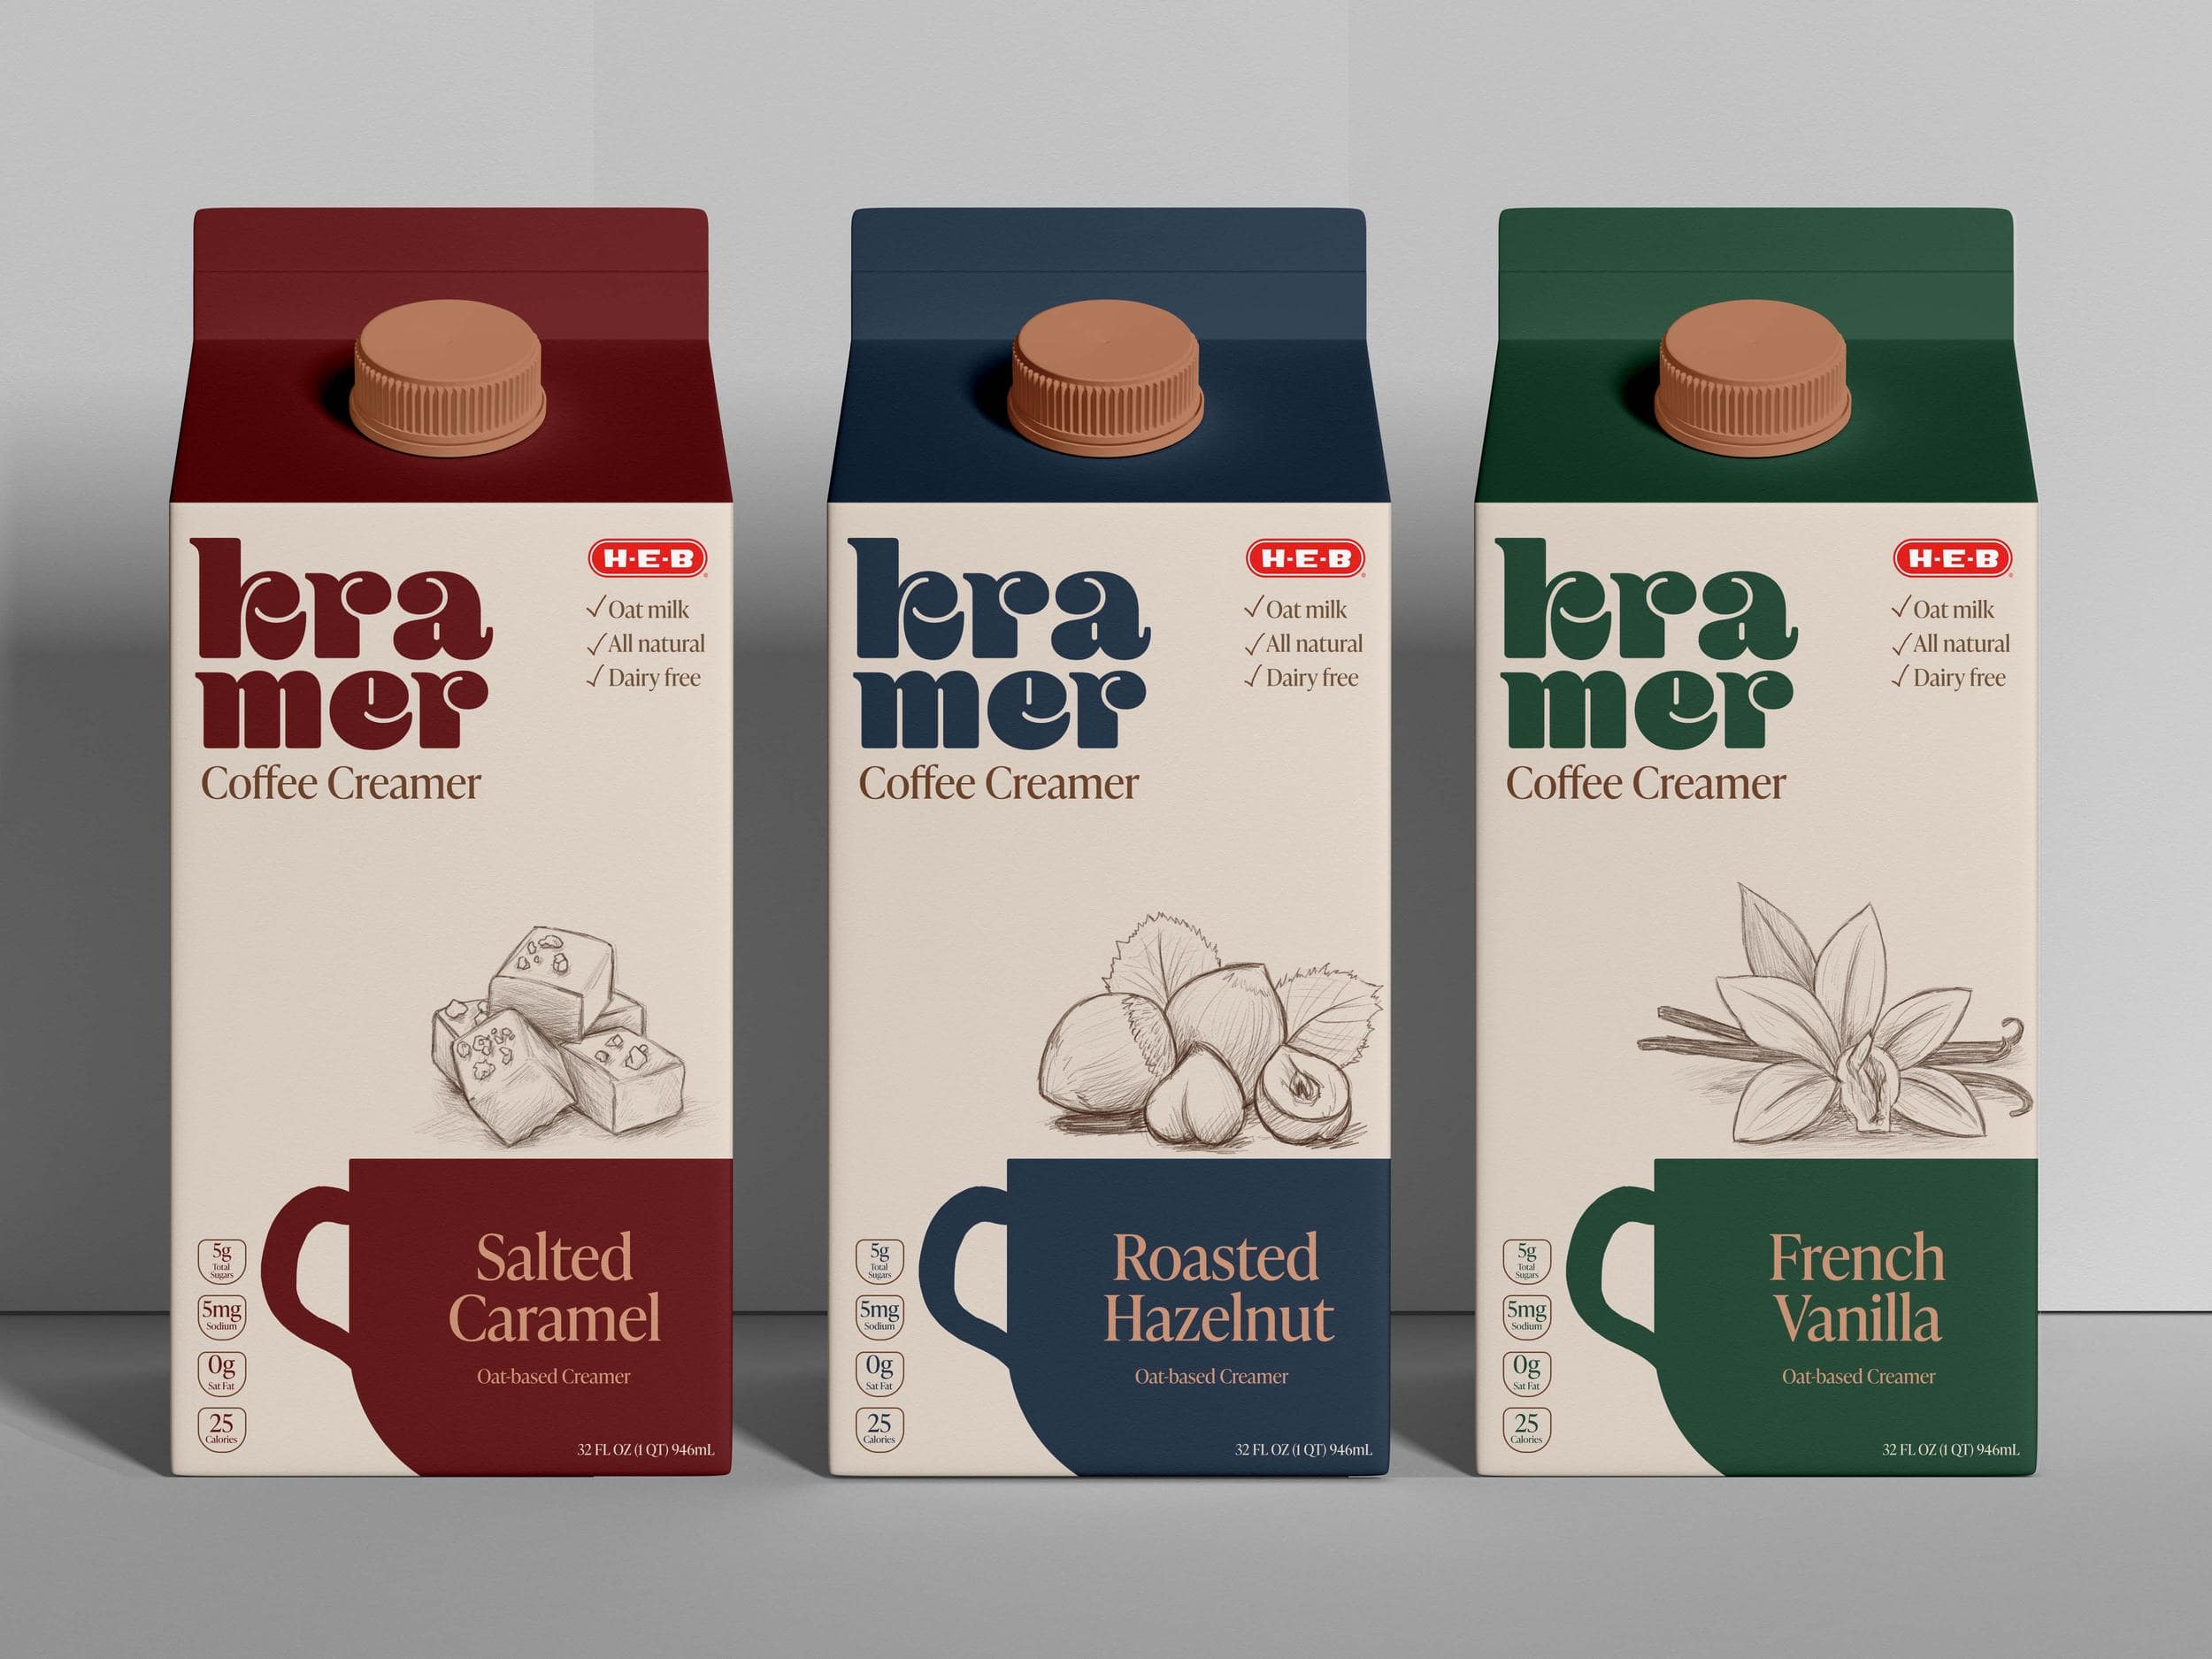 kra
mer
Coffee Creamer
H-E-B
✓ Oat milk
✓ All natural
✓ Dairy free
5g
Total
Sugars
5mg
Sodium
0g
Sat Fat
25
Calories
Salted
Caramel
Oat-based Creamer
32 FL OZ (1 QT) 946mL
kra
mer
Coffee Creamer
H-E-B
✓ Oat milk
✓ All natural
✓ Dairy free
5g
Total
Sugars
5mg
Sodium
0g
Sat Fat
25
Calories
Roasted
Hazelnut
Oat-based Creamer
32 FL OZ (1 QT) 946mL
kra
mer
Coffee Creamer
H-E-B
✓ Oat milk
✓ All natural
✓ Dairy free
5g
Total
Sugars
5mg
Sodium
0g
Sat Fat
25
Calories
French
Vanilla
Oat-based Creamer
32 FL OZ (1 QT) 946mL